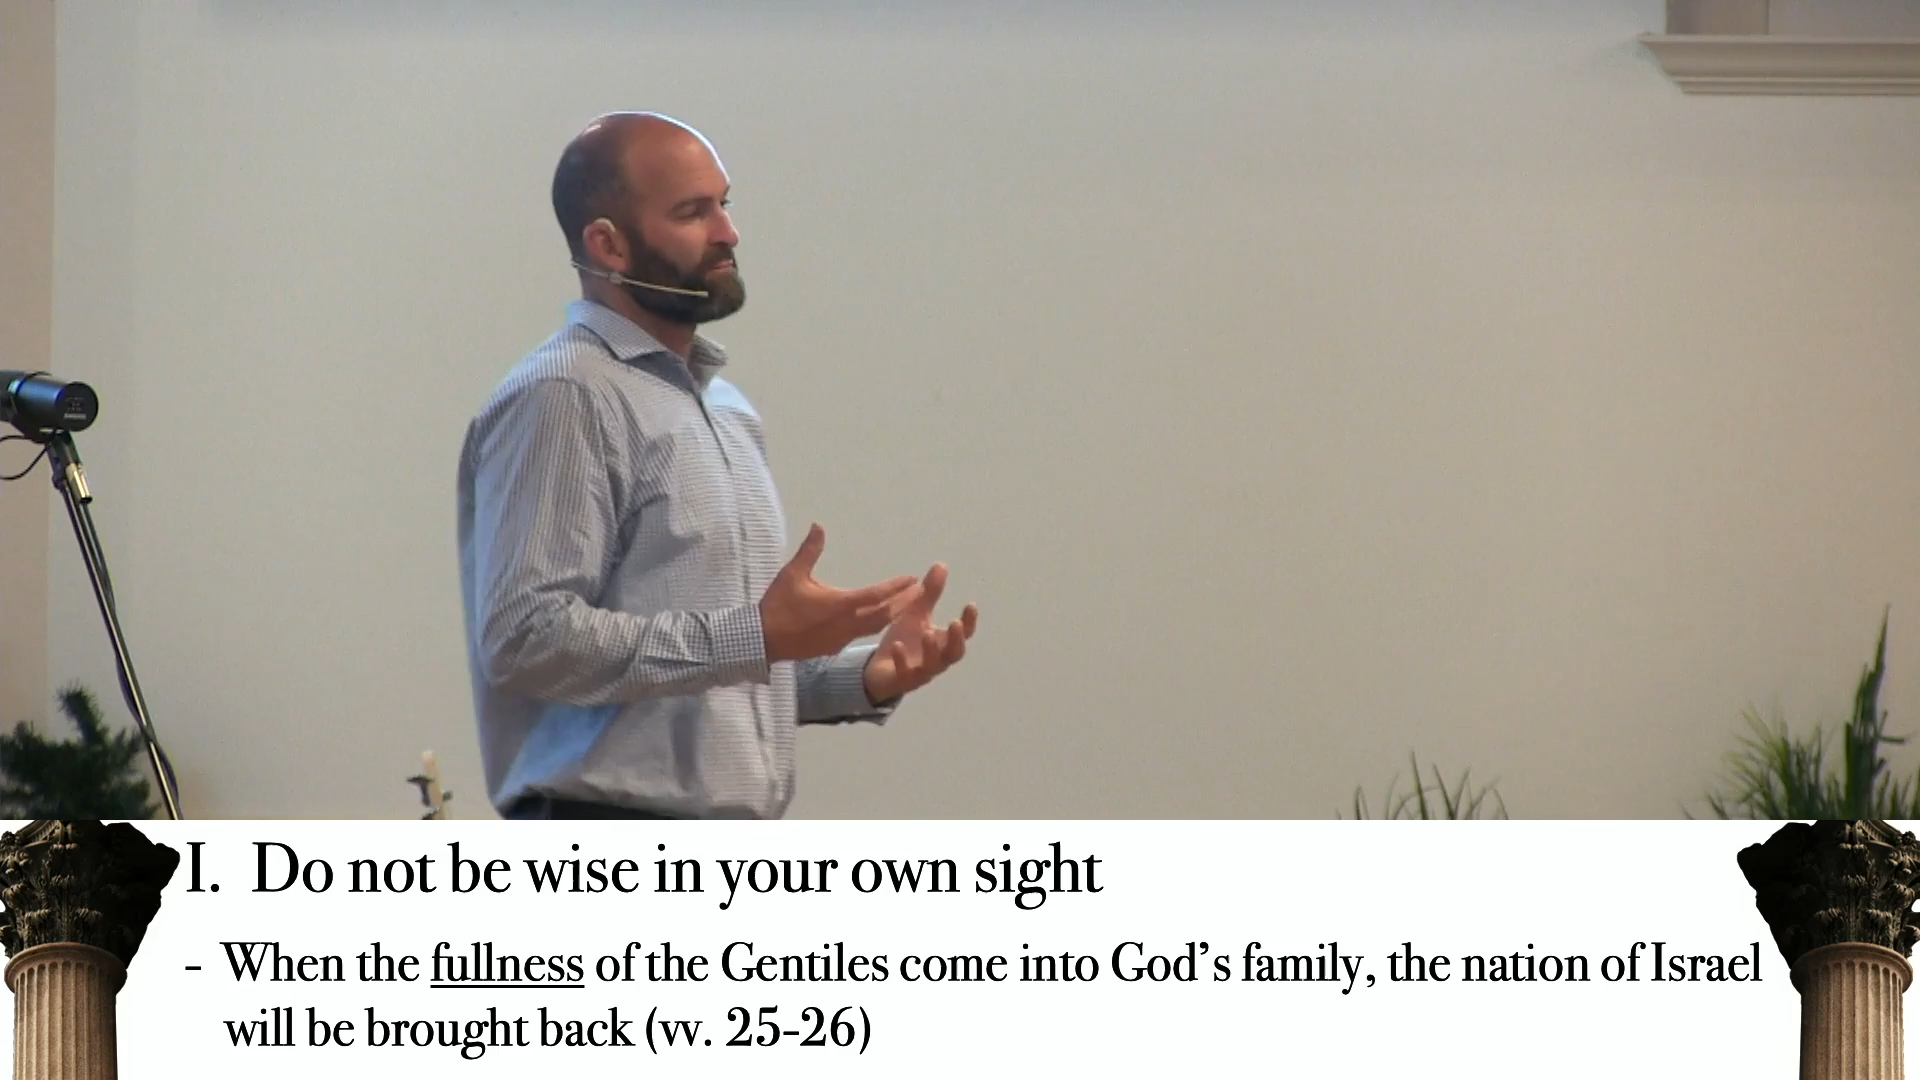 I. Do not be wise in your own sight
- When the fullness of the Gentiles come into God's family, the nation of Israel
will be brought back (vv. 25-26)